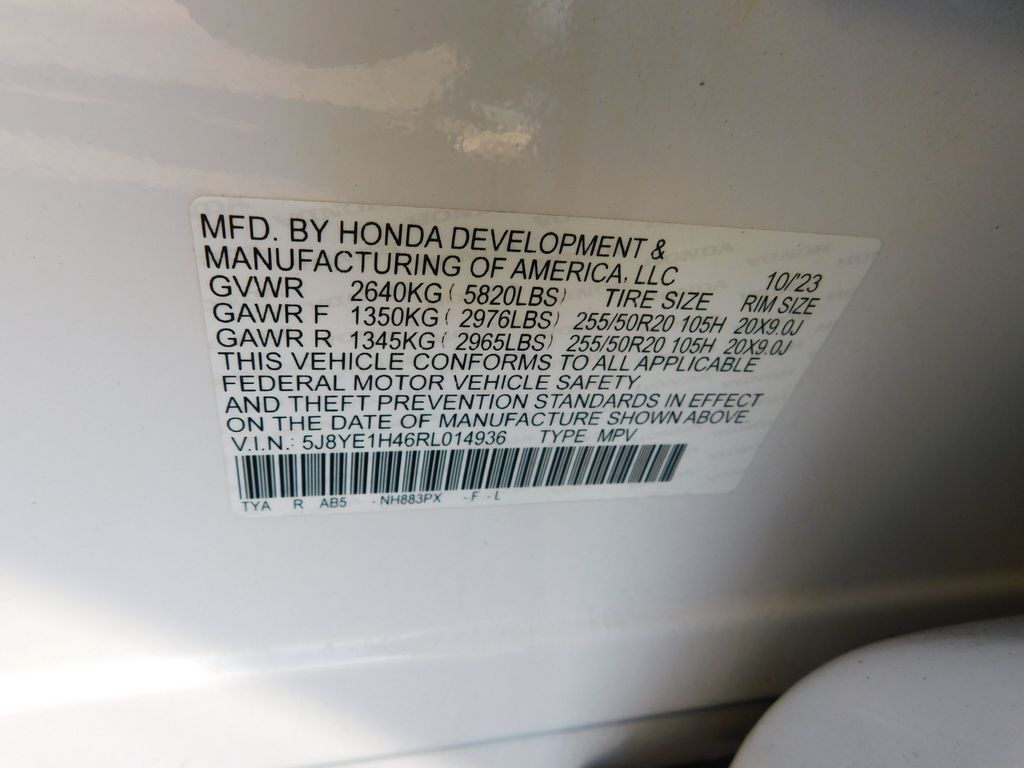 MFD. BY HONDA DEVELOPMENT &
MANUFACTURING OF AMERICA, LLC 10/'23
GVWR 2640KG ( 5820LBS) TIRE SIZE RIM SIZE
GAWR F 1350KG ( 2976LBS) 255/50R20 105H 20X9.0J
GAWR R 1345KG ( 2965LBS) 255/50R20 105H 20X9.0J
THIS VEHICLE CONFORMS TO ALL APPLICABLE
FEDERAL MOTOR VEHICLE SAFETY
AND THEFT PREVENTION STANDARDS IN EFFECT
ON THE DATE OF MANUFACTURE SHOWN ABOVE.
V.I.N.: 5J8YE1H46RL014936 TYPE MPV
TYA R AB5 - NH883PX - F - L